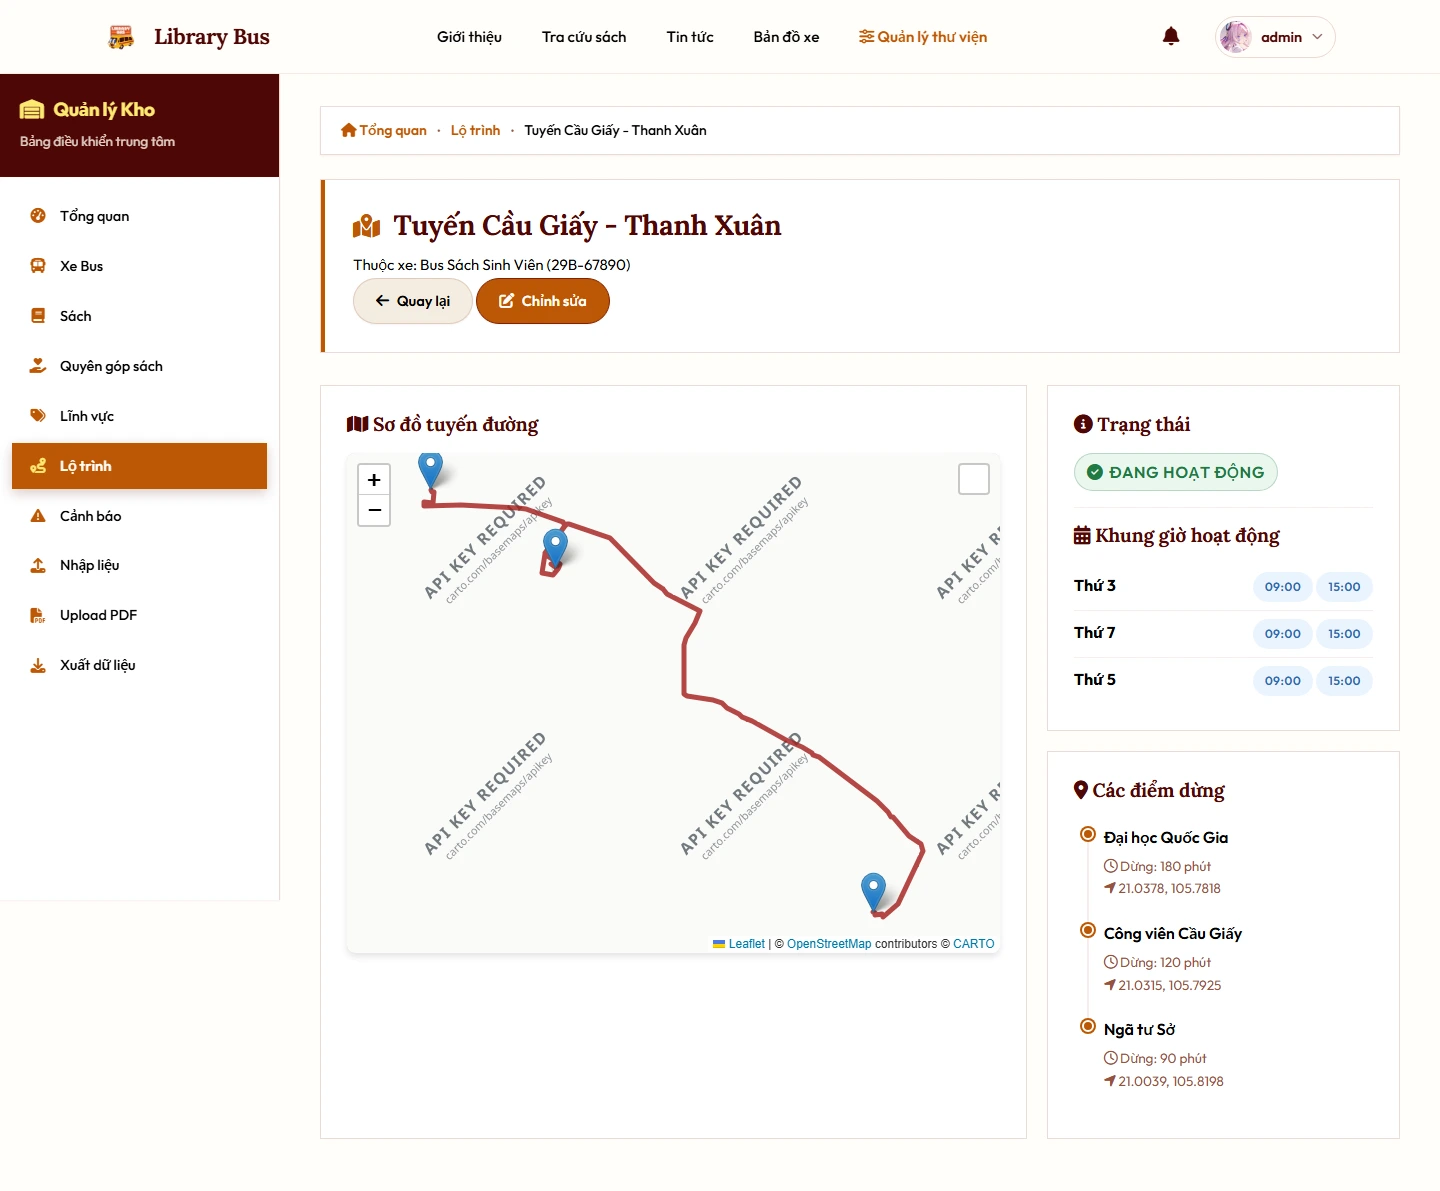 Library Bus
Giới thiệu
Tra cứu sách
Tin tức
Bản đồ xe
Quản lý thư viện
admin
Quản lý Kho
Bảng điều khiển trung tâm
Tổng quan
Xe Bus
Sách
Quyên góp sách
Lĩnh vực
Lộ trình
Cảnh báo
Nhập liệu
Upload PDF
Xuất dữ liệu
Tổng quan · Lộ trình · Tuyến Cầu Giấy - Thanh Xuân
Tuyến Cầu Giấy - Thanh Xuân
Thuộc xe: Bus Sách Sinh Viên (29B-67890)
Quay lại
Chỉnh sửa
Sơ đồ tuyến đường
+
−
API KEY REQUIRED
carto.com/basemaps/apikey
API KEY REQUIRED
carto.com/basemaps/apikey
API KEY R
carto.com/
API KEY REQUIRED
carto.com/basemaps/apikey
API KEY REQUIRED
carto.com/basemaps/apikey
API KEY R
carto.com/
Leaflet | © OpenStreetMap contributors © CARTO
Trạng thái
ĐANG HOẠT ĐỘNG
Khung giờ hoạt động
Thứ 3 09:00 15:00
Thứ 7 09:00 15:00
Thứ 5 09:00 15:00
Các điểm dừng
Đại học Quốc Gia
Dừng: 180 phút
21.0378, 105.7818
Công viên Cầu Giấy
Dừng: 120 phút
21.0315, 105.7925
Ngã tư Sở
Dừng: 90 phút
21.0039, 105.8198